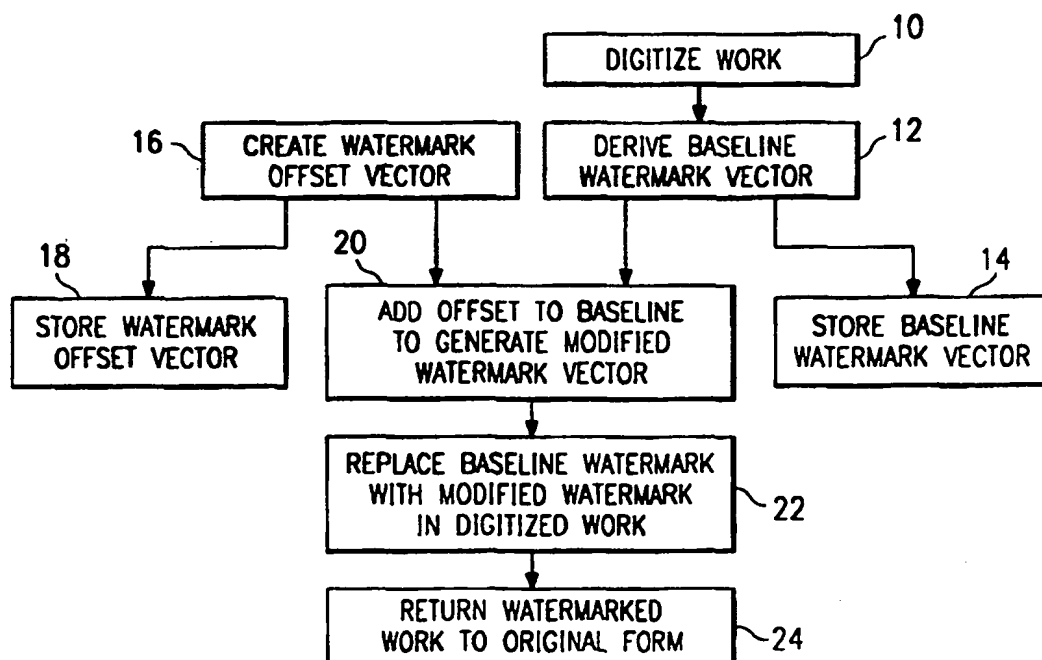 10
DIGITIZE WORK
16
CREATE WATERMARK
OFFSET VECTOR
DERIVE BASELINE
WATERMARK VECTOR
12
18
STORE WATERMARK
OFFSET VECTOR
20
ADD OFFSET TO BASELINE
TO GENERATE MODIFIED
WATERMARK VECTOR
14
STORE BASELINE
WATERMARK VECTOR
REPLACE BASELINE WATERMARK
WITH MODIFIED WATERMARK
IN DIGITIZED WORK
22
RETURN WATERMARKED
WORK TO ORIGINAL FORM
24